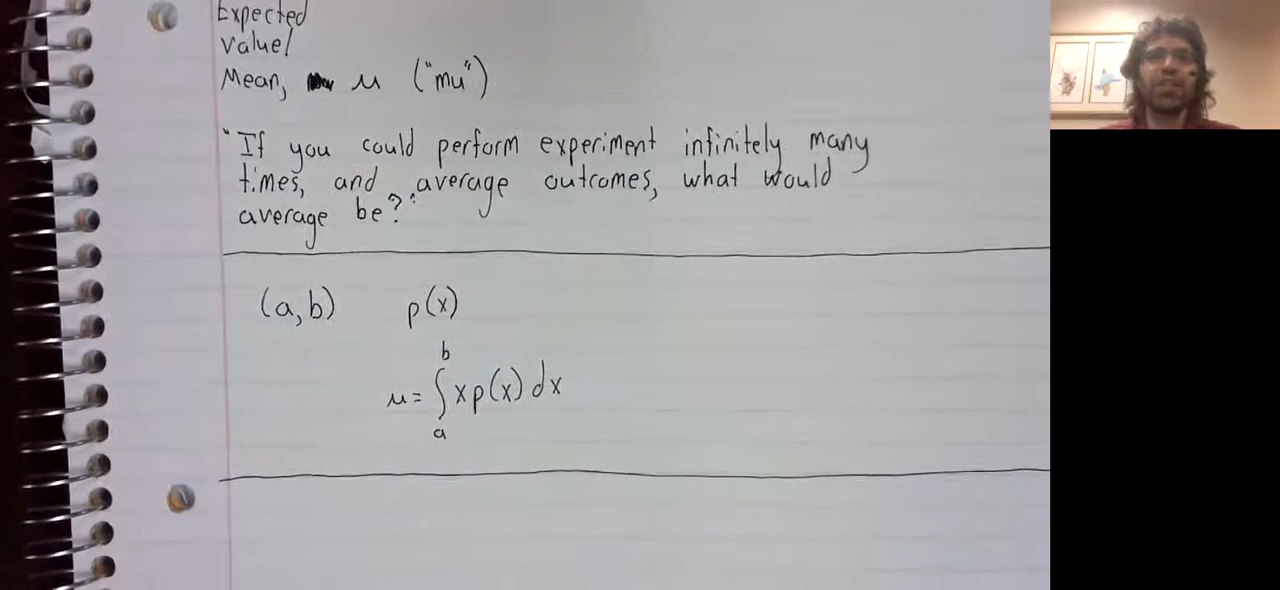 Expected
Value/
Mean, μ ("mu")
"If you could perform experiment infinitely many
times, and average outcomes, what would
average be?"
(a,b) p(x)
μ = ∫_a^b x p(x) dx